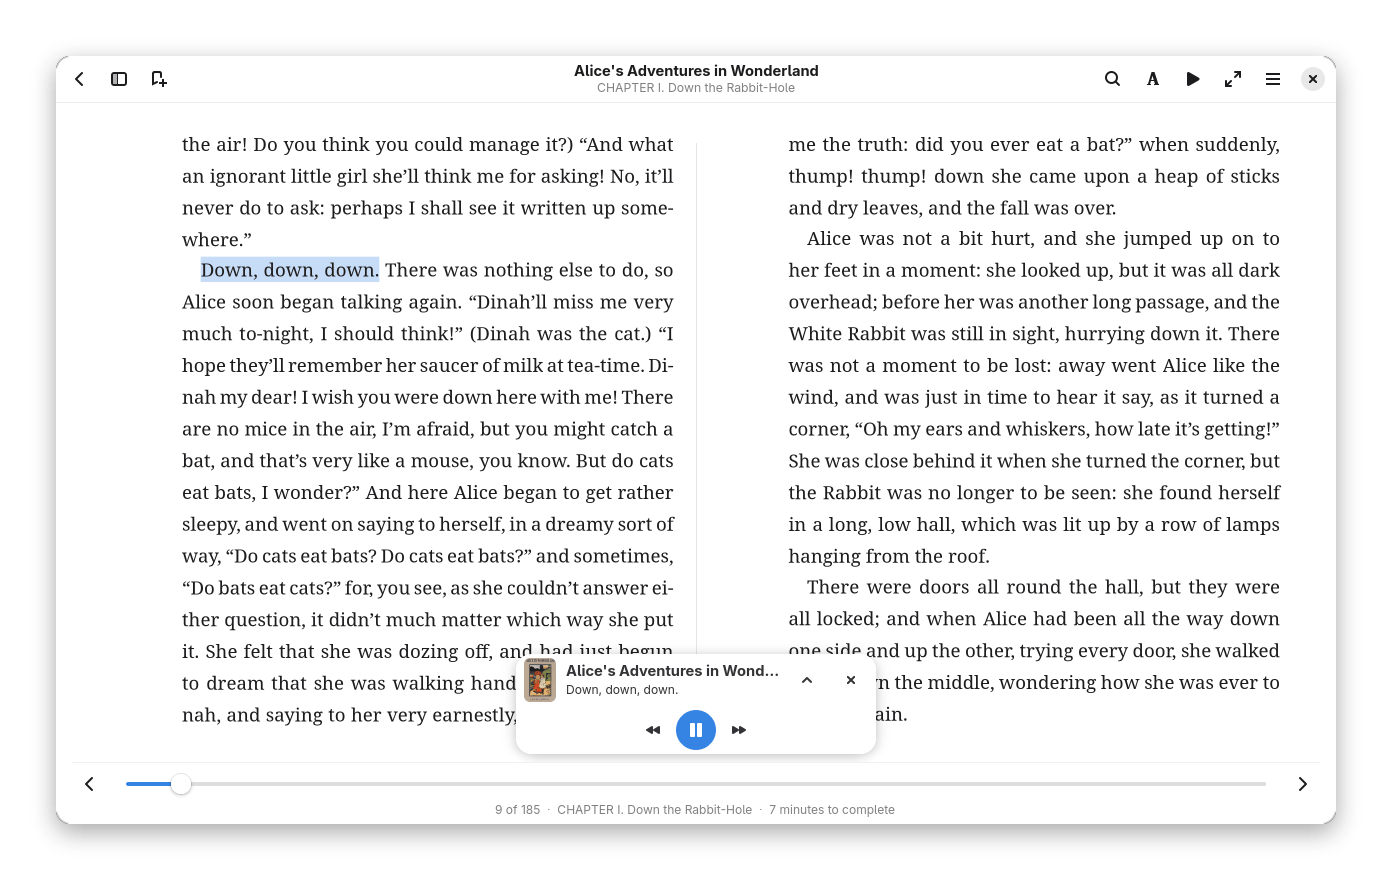 Alice's Adventures in Wonderland
CHAPTER I. Down the Rabbit-Hole
A
the air! Do you think you could manage it?) “And what
an ignorant little girl she’ll think me for asking! No, it’ll
never do to ask: perhaps I shall see it written up some-
where.”
Down, down, down. There was nothing else to do, so
Alice soon began talking again. “Dinah’ll miss me very
much to-night, I should think!” (Dinah was the cat.) “I
hope they’ll remember her saucer of milk at tea-time. Di-
nah my dear! I wish you were down here with me! There
are no mice in the air, I’m afraid, but you might catch a
bat, and that’s very like a mouse, you know. But do cats
eat bats, I wonder?” And here Alice began to get rather
sleepy, and went on saying to herself, in a dreamy sort of
way, “Do cats eat bats? Do cats eat bats?” and sometimes,
“Do bats eat cats?” for, you see, as she couldn’t answer ei-
ther question, it didn’t much matter which way she put
it. She felt that she was dozing off, and had just begun
to dream that she was walking hand
nah, and saying to her very earnestly,
me the truth: did you ever eat a bat?” when suddenly,
thump! thump! down she came upon a heap of sticks
and dry leaves, and the fall was over.
Alice was not a bit hurt, and she jumped up on to
her feet in a moment: she looked up, but it was all dark
overhead; before her was another long passage, and the
White Rabbit was still in sight, hurrying down it. There
was not a moment to be lost: away went Alice like the
wind, and was just in time to hear it say, as it turned a
corner, “Oh my ears and whiskers, how late it’s getting!”
She was close behind it when she turned the corner, but
the Rabbit was no longer to be seen: she found herself
in a long, low hall, which was lit up by a row of lamps
hanging from the roof.
There were doors all round the hall, but they were
all locked; and when Alice had been all the way down
one side and up the other, trying every door, she walked
n the middle, wondering how she was ever to
ain.
Alice's Adventures in Wond…
Down, down, down.
9 of 185 · CHAPTER I. Down the Rabbit-Hole · 7 minutes to complete